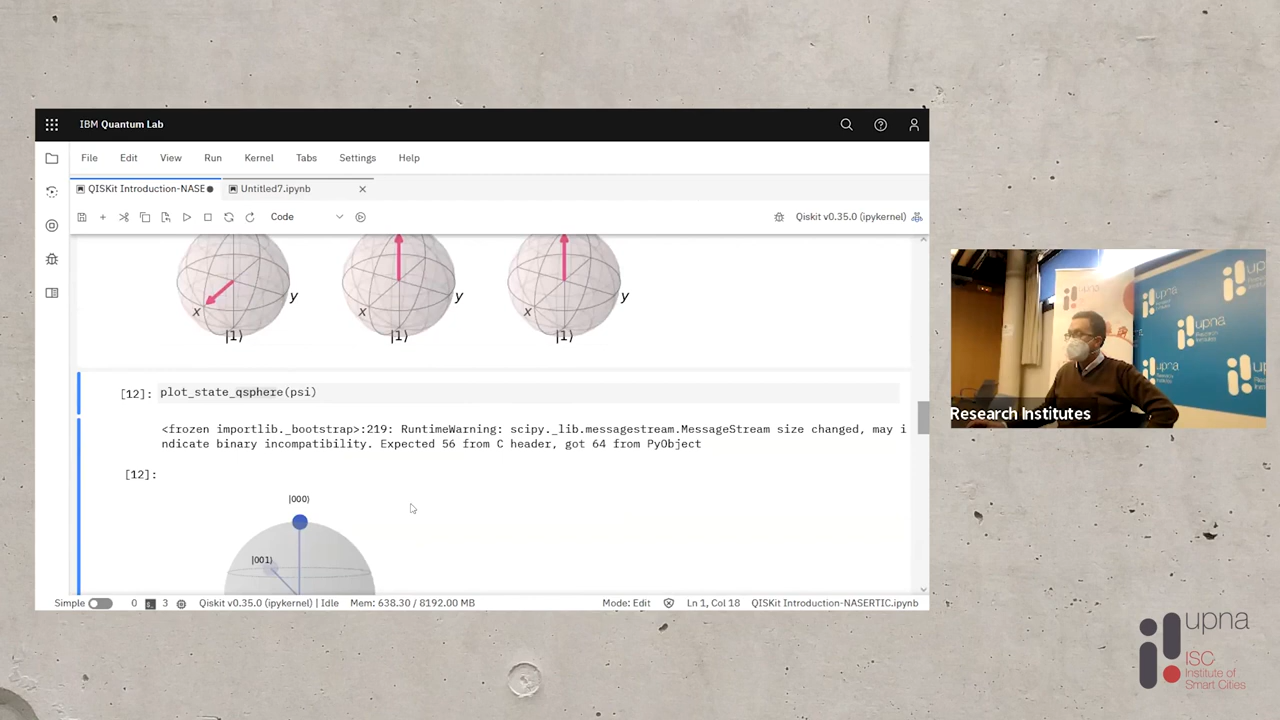 IBM Quantum Lab
File Edit View Run Kernel Tabs Settings Help
QISKit Introduction-NASE
Untitled7.ipynb
Code
Qiskit v0.35.0 (ipykernel)
x y x y x y
|1⟩ |1⟩ |1⟩
[12]: plot_state_qsphere(psi)
<frozen importlib._bootstrap>:219: RuntimeWarning: scipy._lib.messagestream.MessageStream size changed, may i
ndicate binary incompatibility. Expected 56 from C header, got 64 from PyObject
[12]:
|000⟩
|001⟩
Simple 0 3 Qiskit v0.35.0 (ipykernel) | Idle Mem: 638.30 / 8192.00 MB Mode: Edit Ln 1, Col 18 QISKit Introduction-NASERTIC.ipynb
upna
upna
upna
Research Institutes
upna
ISC
Institute of
Smart Cities